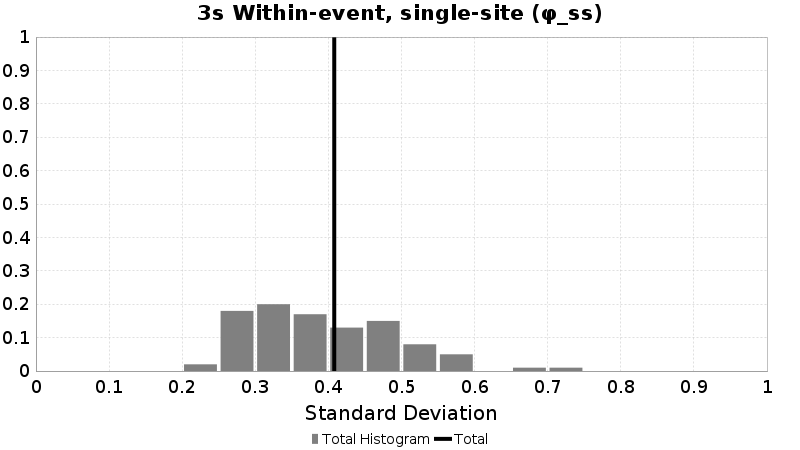 3s Within-event, single-site (φ_ss)
1
0.9
0.8
0.7
0.6
0.5
0.4
0.3
0.2
0.1
0
0 0.1 0.2 0.3 0.4 0.5 0.6 0.7 0.8 0.9 1
Standard Deviation
Total Histogram Total